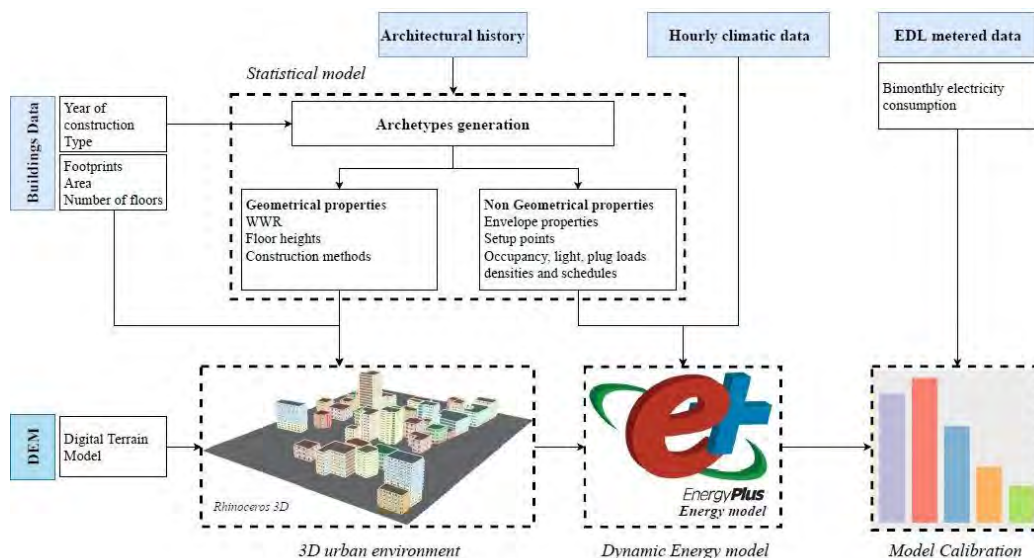 Architectural history
Hourly climatic data
EDL metered data
Bimonthly electricity
consumption
Statistical model
Buildings Data
Year of
construction
Type
Footprints
Area
Number of floors
Archetypes generation
Geometrical properties
WWR
Floor heights
Construction methods
Non Geometrical properties
Envelope properties
Setup points
Occupancy, light, plug loads
densities and schedules
DEM
Digital Terrain
Model
Rhinoceros 3D
e+
EnergyPlus
Energy model
3D urban environment
Dynamic Energy model
Model Calibration